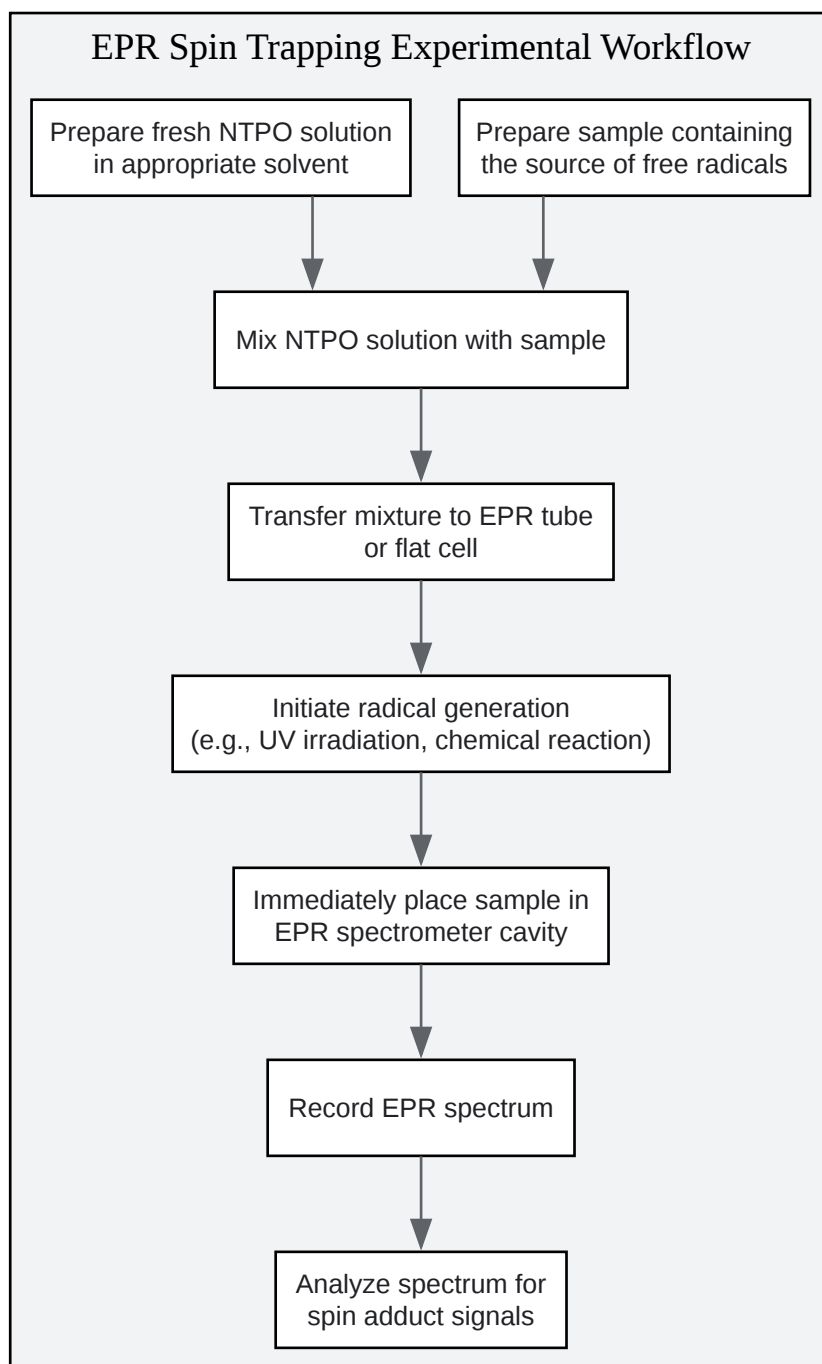 EPR Spin Trapping Experimental Workflow
Prepare fresh NTPO solution
in appropriate solvent
Prepare sample containing
the source of free radicals
Mix NTPO solution with sample
Transfer mixture to EPR tube
or flat cell
Initiate radical generation
(e.g., UV irradiation, chemical reaction)
Immediately place sample in
EPR spectrometer cavity
Record EPR spectrum
Analyze spectrum for
spin adduct signals